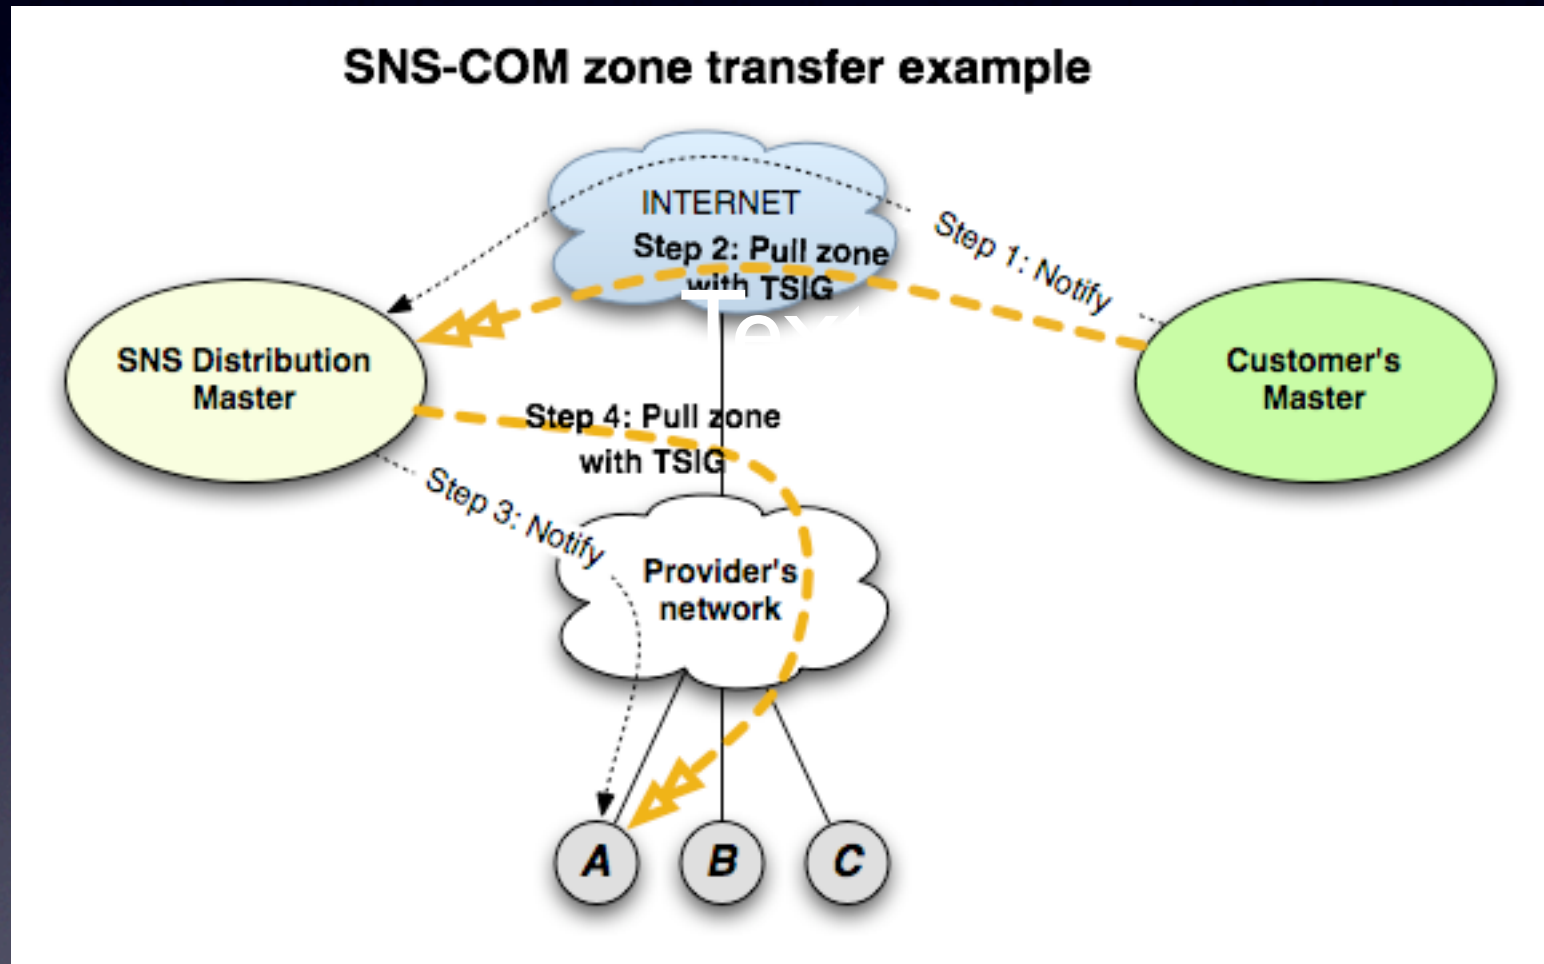 SNS-COM zone transfer example
INTERNET
Step 1: Notify
Step 2: Pull zone
with TSIG
Text
SNS Distribution
Master
Customer's
Master
Step 4: Pull zone
with TSIG
Step 3: Notify
Provider's
network
A
B
C